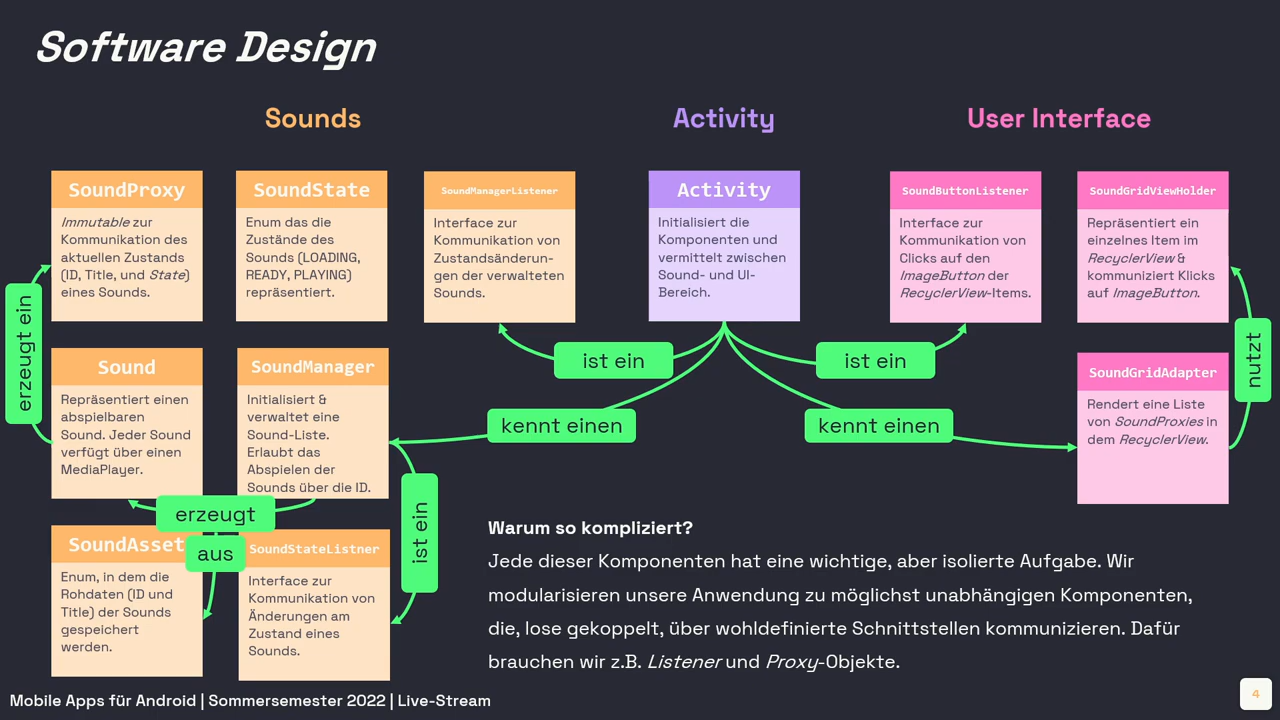 Software Design
Sounds
Activity
User Interface
SoundProxy
Immutable zur
Kommunikation des
aktuellen Zustands
(ID, Title, und State)
eines Sounds.
SoundState
Enum das die
Zustände des
Sounds (LOADING,
READY, PLAYING)
repräsentiert.
SoundManagerListener
Interface zur
Kommunikation von
Zustandsänderun-
gen der verwalteten
Sounds.
Activity
Initialisiert die
Komponenten und
vermittelt zwischen
Sound- und UI-
Bereich.
SoundButtonListener
Interface zur
Kommunikation von
Clicks auf den
ImageButton der
RecyclerView-Items.
SoundGridViewHolder
Repräsentiert ein
einzelnes Item im
RecyclerView &
kommuniziert Klicks
auf ImageButton.
erzeugt ein
ist ein
ist ein
nutzt
Sound
Repräsentiert einen
abspielbaren
Sound. Jeder Sound
verfügt über einen
MediaPlayer.
SoundManager
Initialisiert &
verwaltet eine
Sound-Liste.
Erlaubt das
Abspielen der
Sounds über die ID.
kennt einen
kennt einen
SoundGridAdapter
Rendert eine Liste
von SoundProxies in
dem RecyclerView.
erzeugt
aus
ist ein
SoundAsset
Enum, in dem die
Rohdaten (ID und
Title) der Sounds
gespeichert
werden.
SoundStateListner
Interface zur
Kommunikation von
Änderungen am
Zustand eines
Sounds.
Warum so kompliziert?
Jede dieser Komponenten hat eine wichtige, aber isolierte Aufgabe. Wir
modularisieren unsere Anwendung zu möglichst unabhängigen Komponenten,
die, lose gekoppelt, über wohldefinierte Schnittstellen kommunizieren. Dafür
brauchen wir z.B. Listener und Proxy-Objekte.
Mobile Apps für Android | Sommersemester 2022 | Live-Stream
4